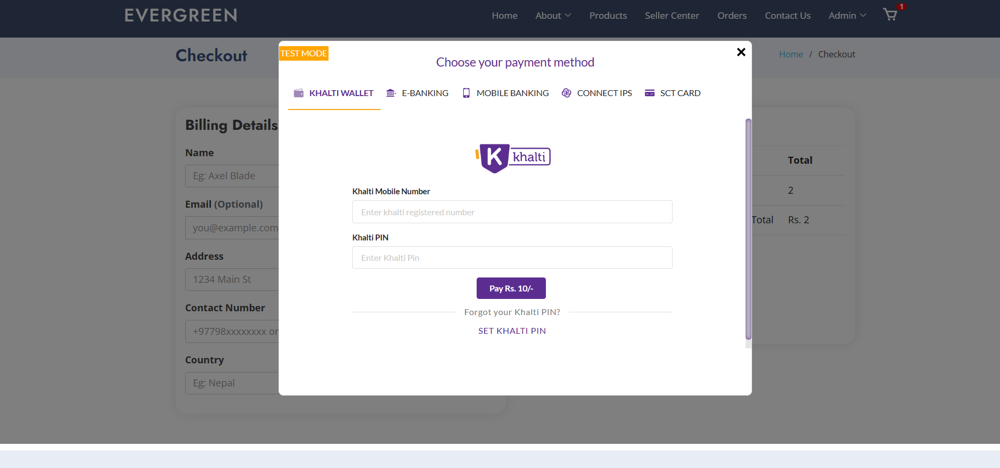 EVERGREEN
Home About Products Seller Center Orders Contact Us Admin 1
Checkout
Home / Checkout
TEST MODE
Choose your payment method
KHALTI WALLET E-BANKING MOBILE BANKING CONNECT IPS SCT CARD
Billing Details
Name
Eg: Axel Blade
Email (Optional)
you@example.com
Address
1234 Main St
Contact Number
+97798xxxxxxxx or
Country
Eg: Nepal
K khalti
Khalti Mobile Number
Enter khalti registered number
Khalti PIN
Enter Khalti Pin
Pay Rs. 10/-
Forgot your Khalti PIN?
SET KHALTI PIN
Total
2
Total Rs. 2